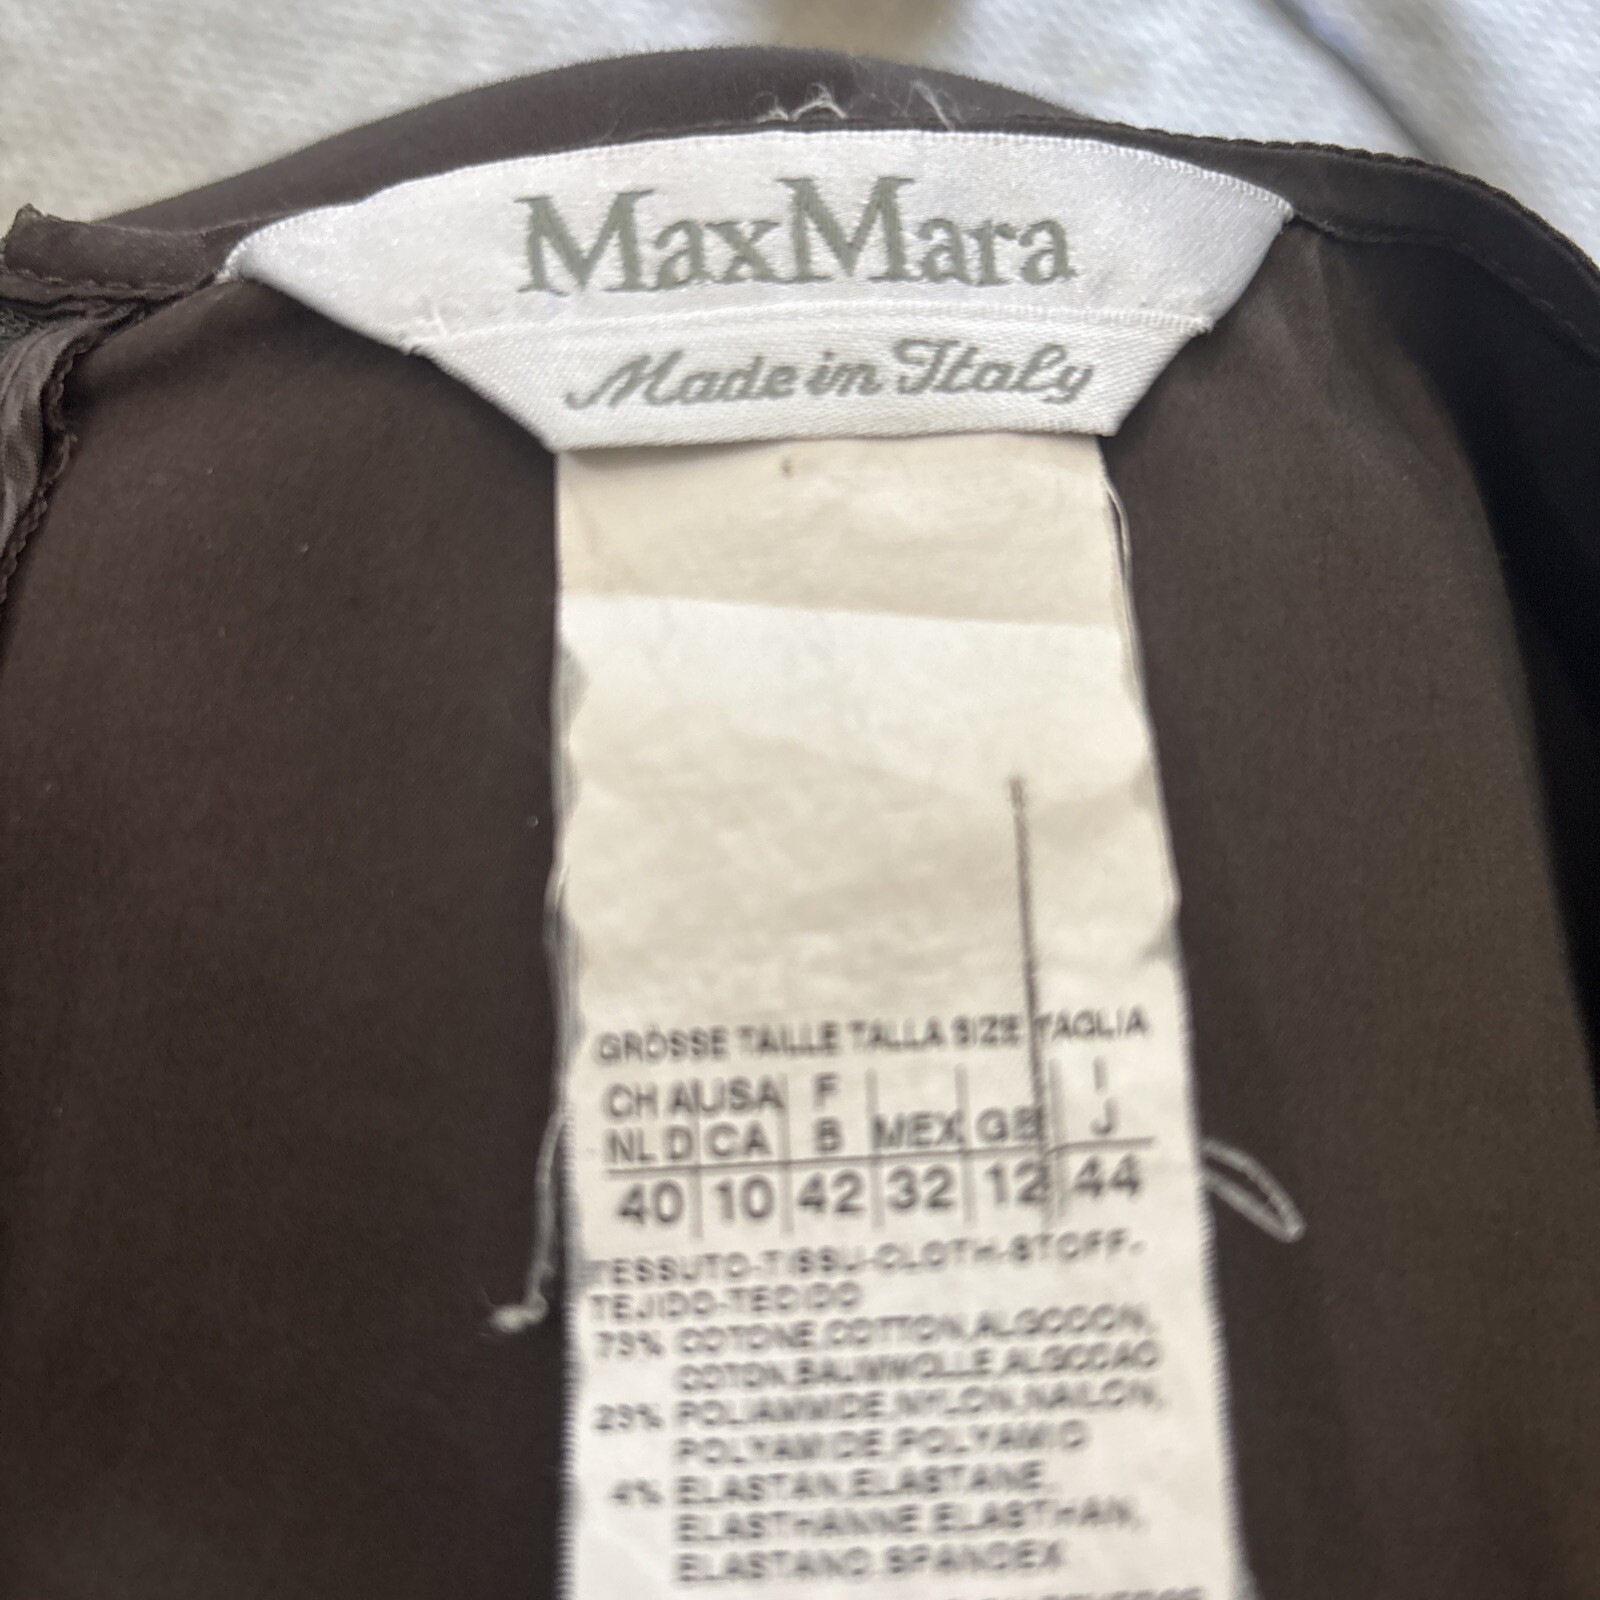 MaxMara
Made in Italy
GRÖSSE TAILLE TALLA SIZE TAGLIA
CH A USA F I
NL D CA B MEX GB J
40 10 42 32 12 44
TESSUTO-TISSU-CLOTH-STOFF-
TEJIDO-TECIDO
73% COTONE,COTTON,ALGODON,
COTON,BAUMWOLLE,ALGODAO
23% POLIAMMIDE,NYLON,NAILON,
POLYAMIDE,POLYAMID
4% ELASTAN,ELASTANE,
ELASTHANNE,ELASTHAN,
ELASTANO,SPANDEX